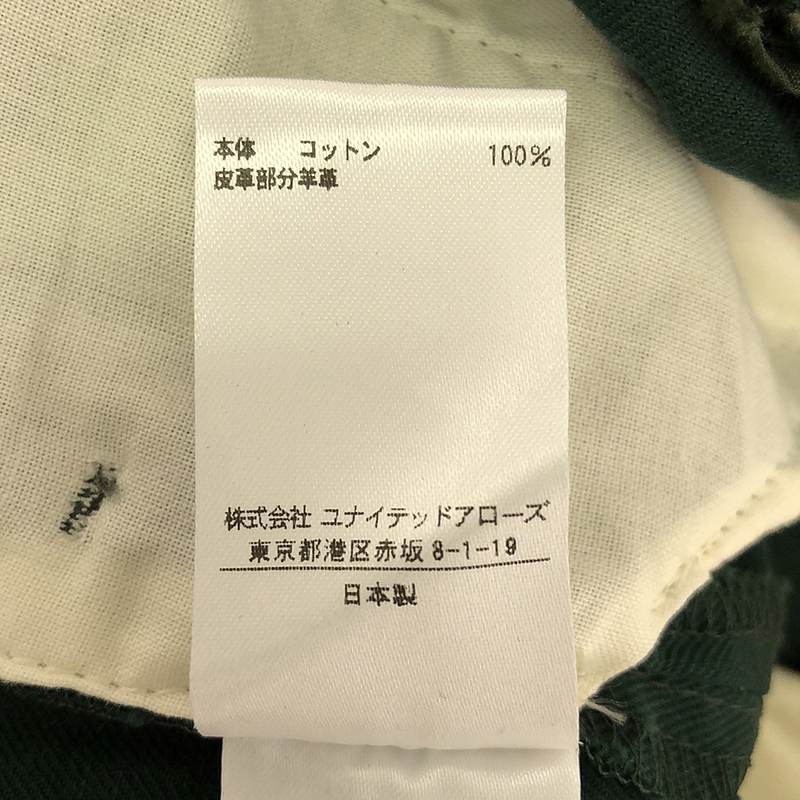 本体 コットン 100%
皮革部分羊革
株式会社 ユナイテッドアローズ
東京都港区赤坂 8-1-19
日本製